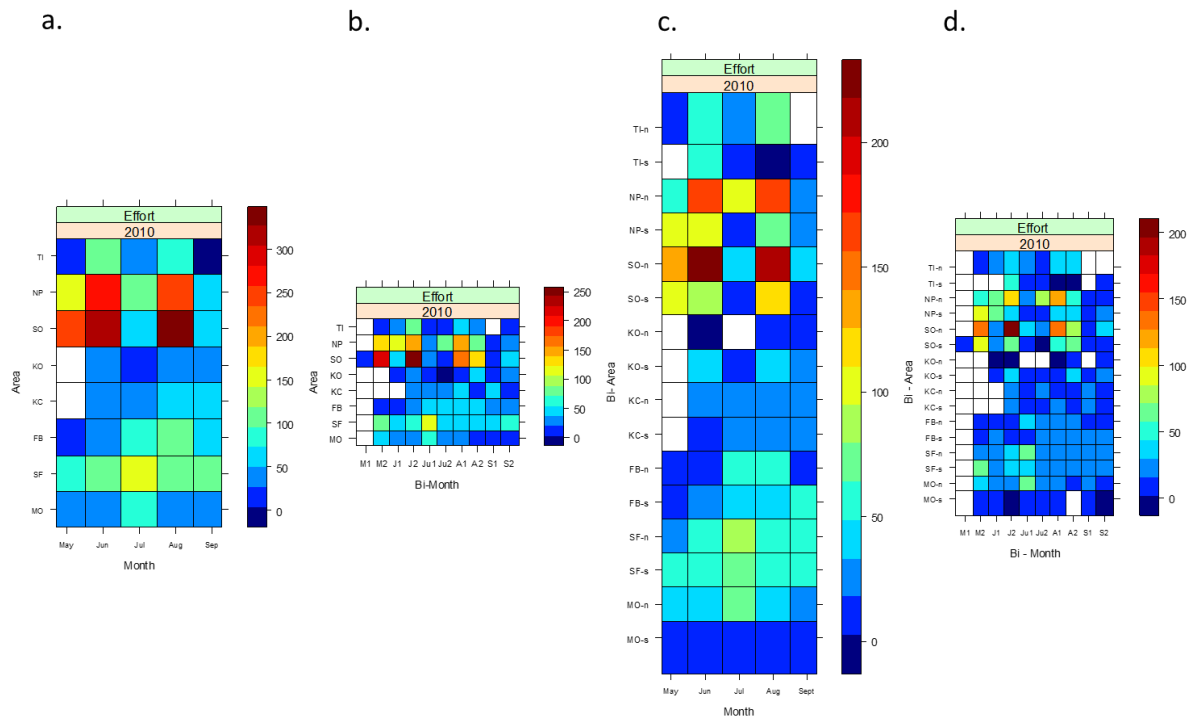 a.
Effort
2010
TI
NP
SO
KO
KC
FB
SF
MO
Area
May Jun Jul Aug Sep
Month
300
250
200
150
100
50
0
b.
Effort
2010
TI
NP
SO
KO
KC
FB
SF
MO
Area
M1 M2 J1 J2 Ju1 Ju2 A1 A2 S1 S2
Bi-Month
250
200
150
100
50
0
c.
Effort
2010
TI-n
TI-s
NP-n
NP-s
SO-n
SO-s
KO-n
KO-s
KC-n
KC-s
FB-n
FB-s
SF-n
SF-s
MO-n
MO-s
Bi- Area
May Jun Jul Aug Sept
Month
200
150
100
50
0
d.
Effort
2010
TI-n
TI-s
NP-n
NP-s
SO-n
SO-s
KO-n
KO-s
KC-n
KC-s
FB-n
FB-s
SF-n
SF-s
MO-n
MO-s
Bi - Area
M1 M2 J1 J2 Ju1 Ju2 A1 A2 S1 S2
Bi - Month
200
150
100
50
0